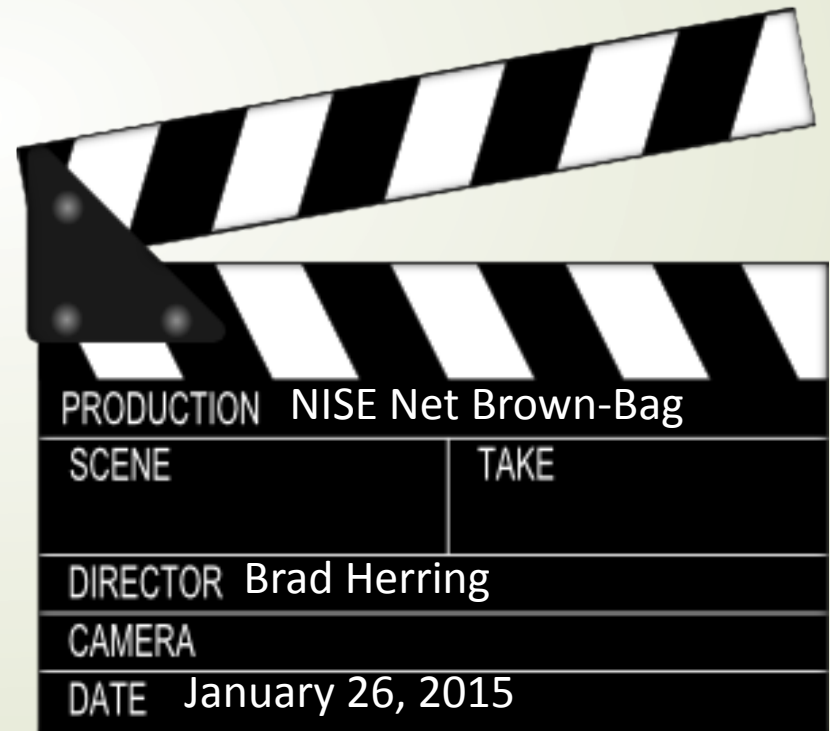 PRODUCTION NISE Net Brown-Bag
SCENE TAKE
DIRECTOR Brad Herring
CAMERA
DATE January 26, 2015